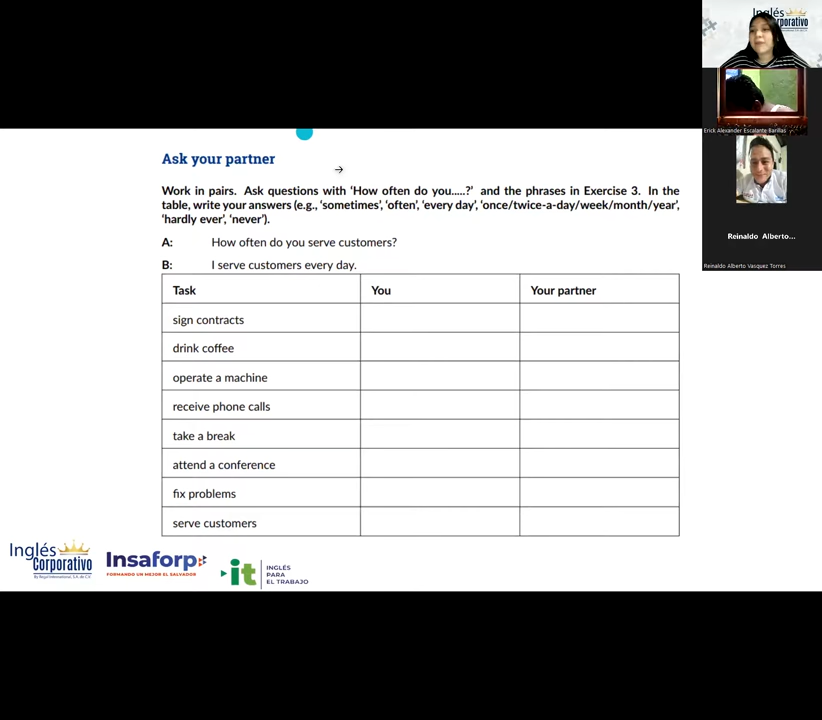 Inglés
Corporativo
Erick Alexander Escalante Barillas
Reinaldo Alberto...
Reinaldo Alberto Vasquez Torres
Ask your partner
Work in pairs. Ask questions with ‘How often do you.....?’ and the phrases in Exercise 3. In the
table, write your answers (e.g., ‘sometimes’, ‘often’, ‘every day’, ‘once/twice-a-day/week/month/year’,
‘hardly ever’, ‘never’).
A: How often do you serve customers?
B: I serve customers every day.
Task You Your partner
sign contracts
drink coffee
operate a machine
receive phone calls
take a break
attend a conference
fix problems
serve customers
Inglés
Corporativo
By Regal International, S.A. de C.V.
Insaforp
FORMANDO UN MEJOR EL SALVADOR
it
INGLÉS
PARA
EL TRABAJO